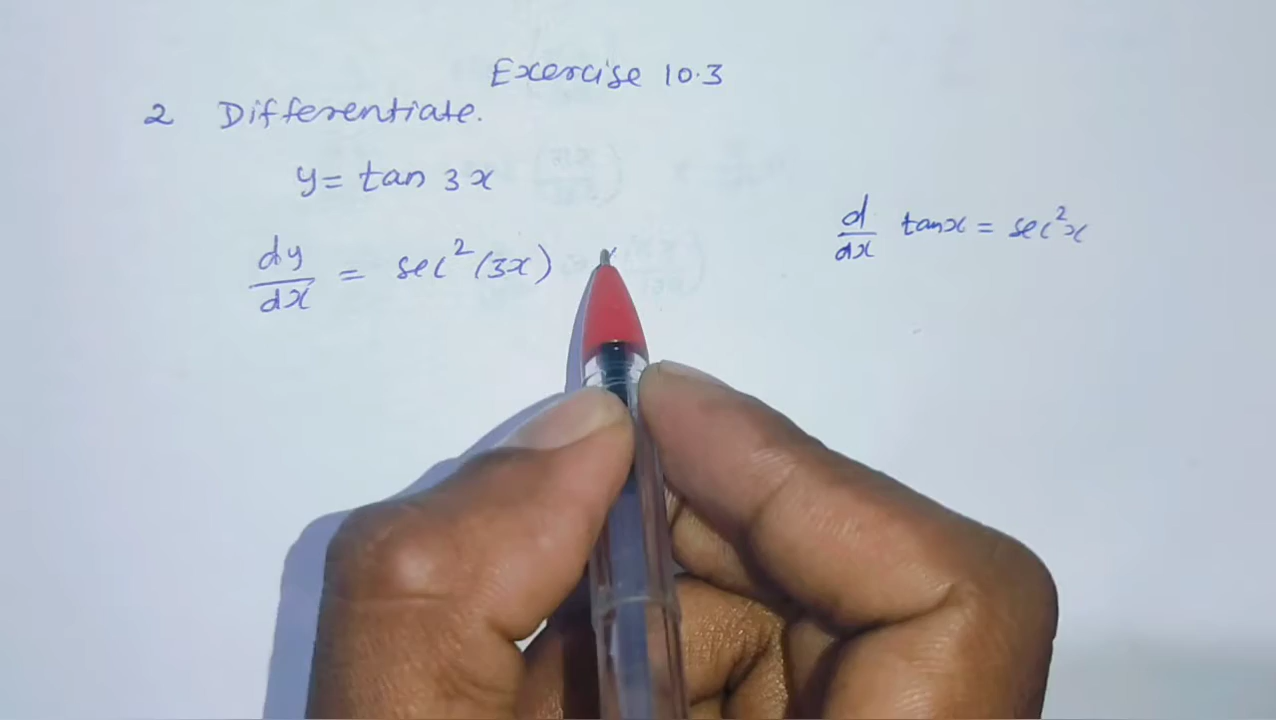 Exercise 10.3
2 Differentiate.
y= tan 3x
d/dx tanx = sec²x
dy/dx = sec²(3x)